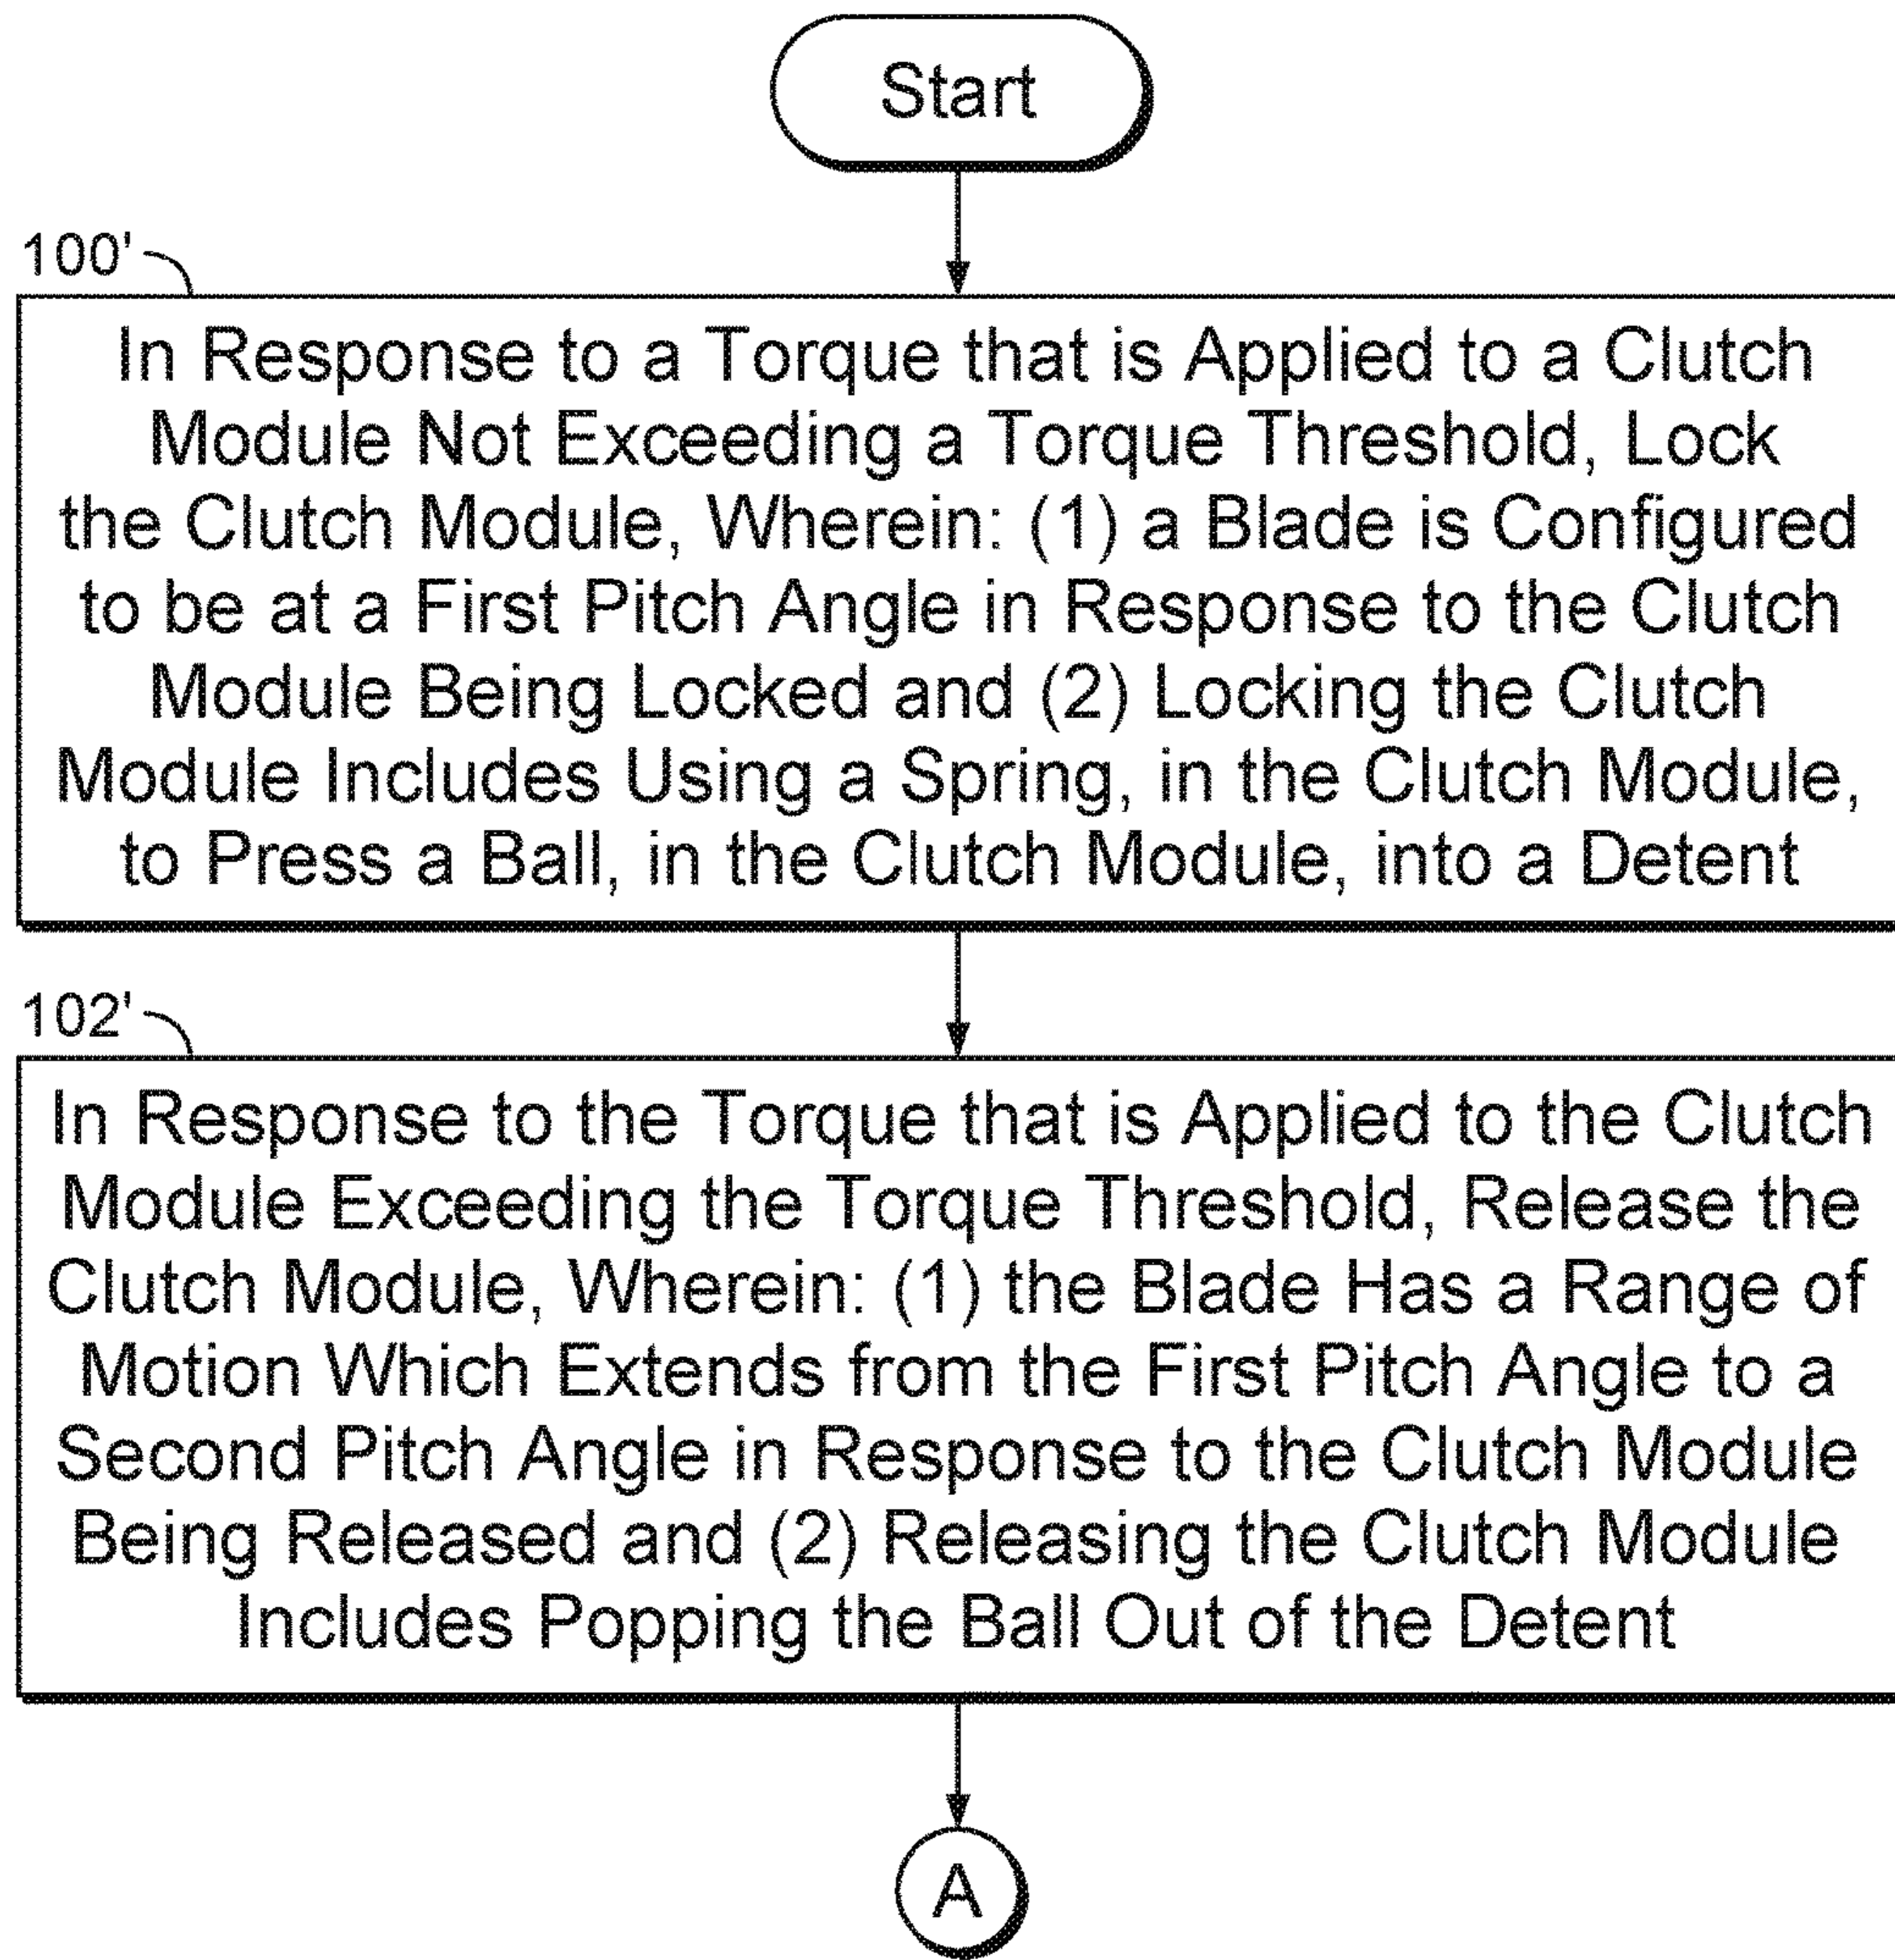 Start
100'
In Response to a Torque that is Applied to a Clutch
Module Not Exceeding a Torque Threshold, Lock
the Clutch Module, Wherein: (1) a Blade is Configured
to be at a First Pitch Angle in Response to the Clutch
Module Being Locked and (2) Locking the Clutch
Module Includes Using a Spring, in the Clutch Module,
to Press a Ball, in the Clutch Module, into a Detent
102'
In Response to the Torque that is Applied to the Clutch
Module Exceeding the Torque Threshold, Release the
Clutch Module, Wherein: (1) the Blade Has a Range of
Motion Which Extends from the First Pitch Angle to a
Second Pitch Angle in Response to the Clutch Module
Being Released and (2) Releasing the Clutch Module
Includes Popping the Ball Out of the Detent
A